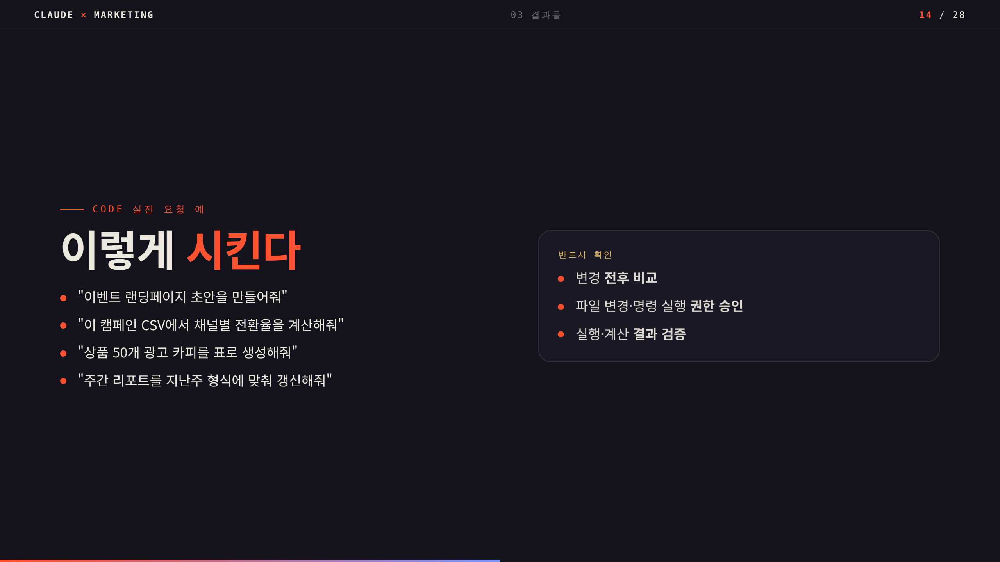 CLAUDE × MARKETING
03 결과물
14 / 28
CODE 실전 요청 예
이렇게 시킨다
"이벤트 랜딩페이지 초안을 만들어줘"
"이 캠페인 CSV에서 채널별 전환율을 계산해줘"
"상품 50개 광고 카피를 표로 생성해줘"
"주간 리포트를 지난주 형식에 맞춰 갱신해줘"
반드시 확인
변경 전후 비교
파일 변경·명령 실행 권한 승인
실행·계산 결과 검증